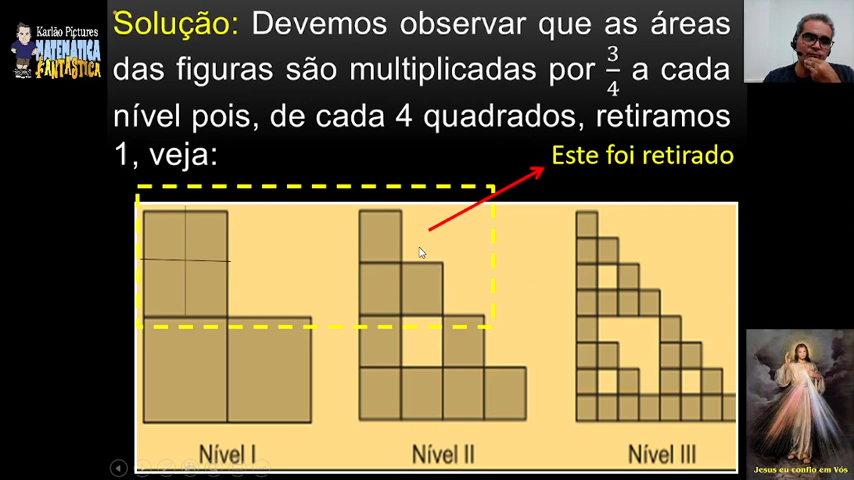 Karlão Pictures
MATEMÁTICA
FANTÁSTICA
Solução: Devemos observar que as áreas
das figuras são multiplicadas por 3/4 a cada
nível pois, de cada 4 quadrados, retiramos
1, veja:
Este foi retirado
Nível I
Nível II
Nível III
Jesus eu confio em Vós